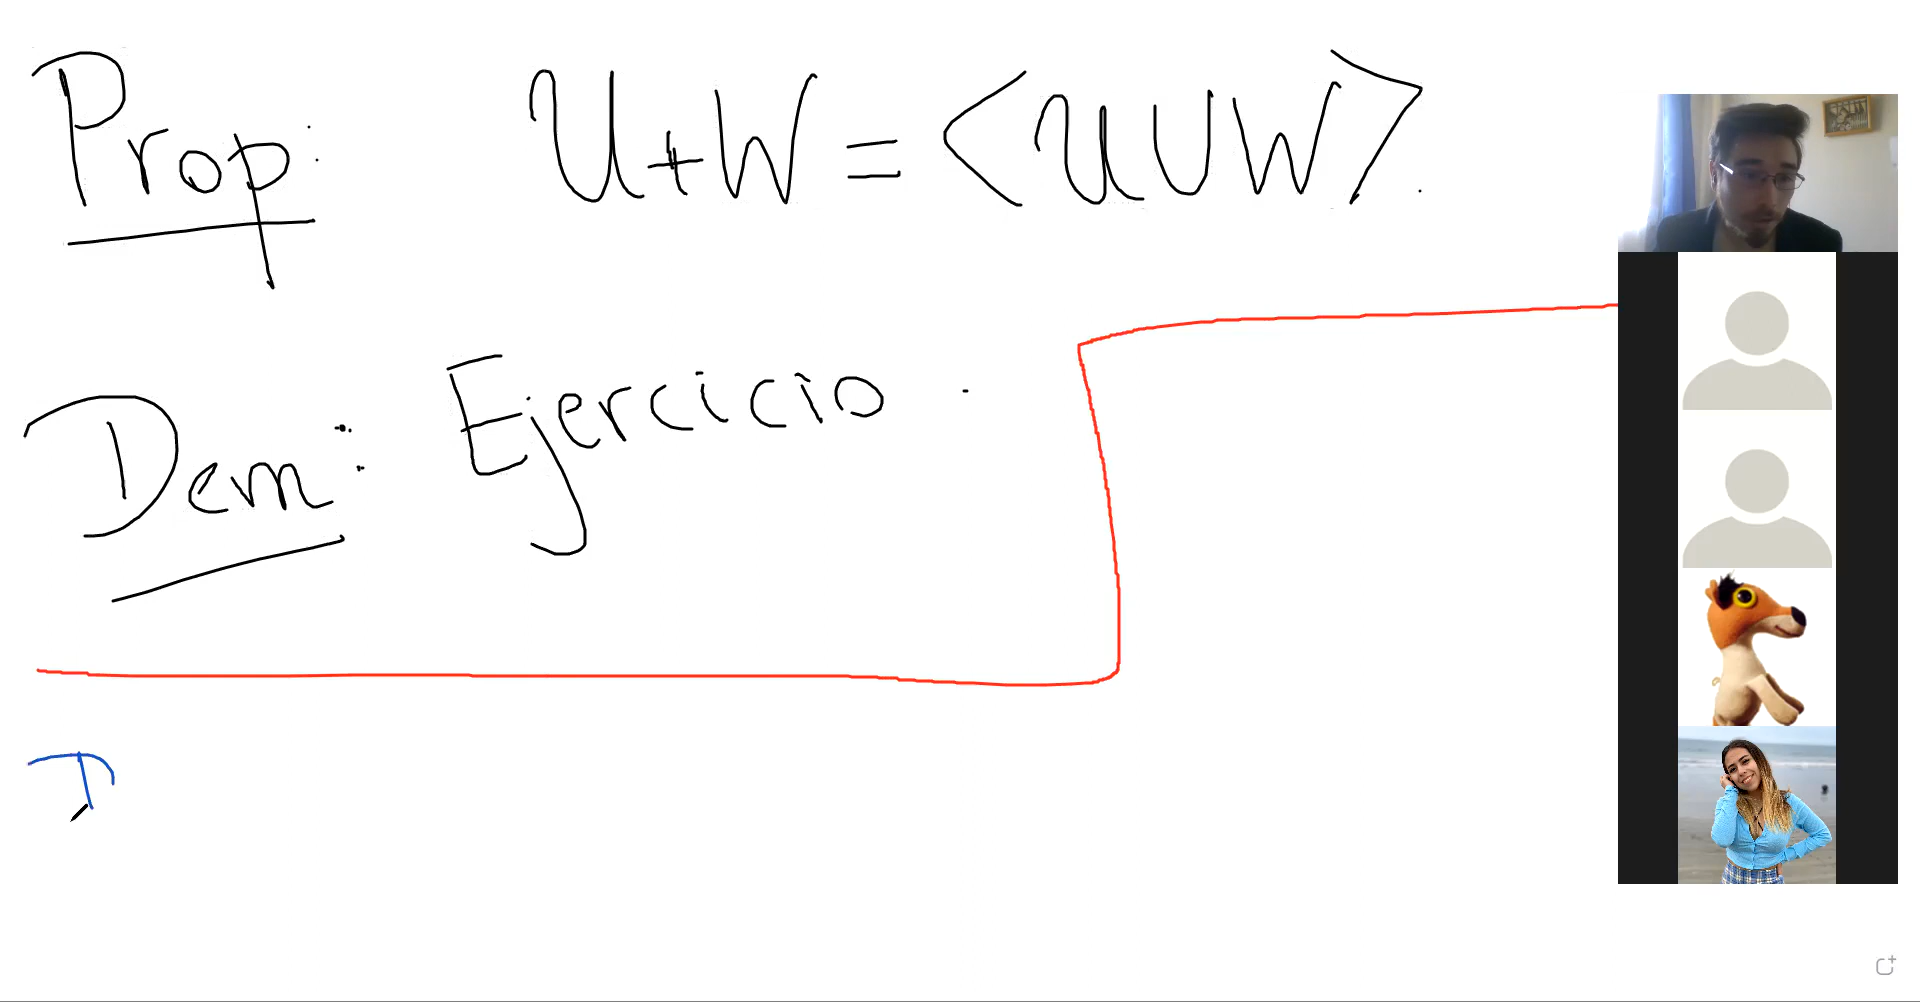 Prop: U+W = <U∪W>.
Dem: Ejercicio.